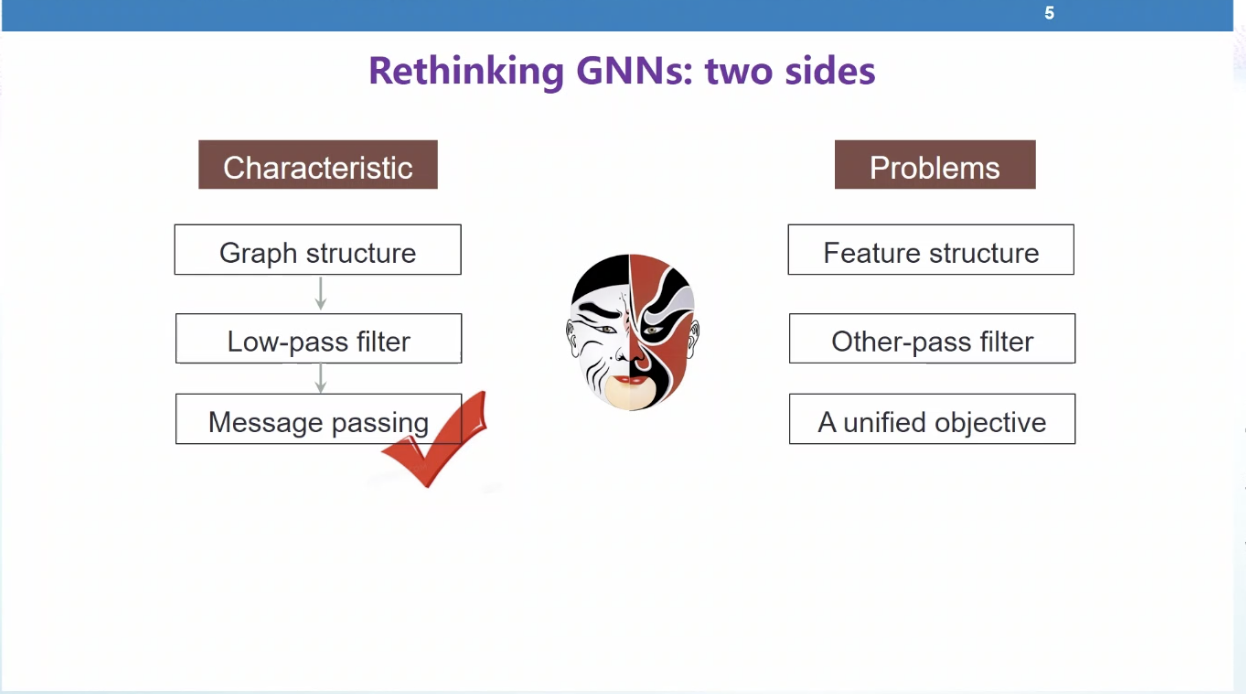 5
Rethinking GNNs: two sides
Characteristic
Graph structure
Low-pass filter
Message passing
Problems
Feature structure
Other-pass filter
A unified objective